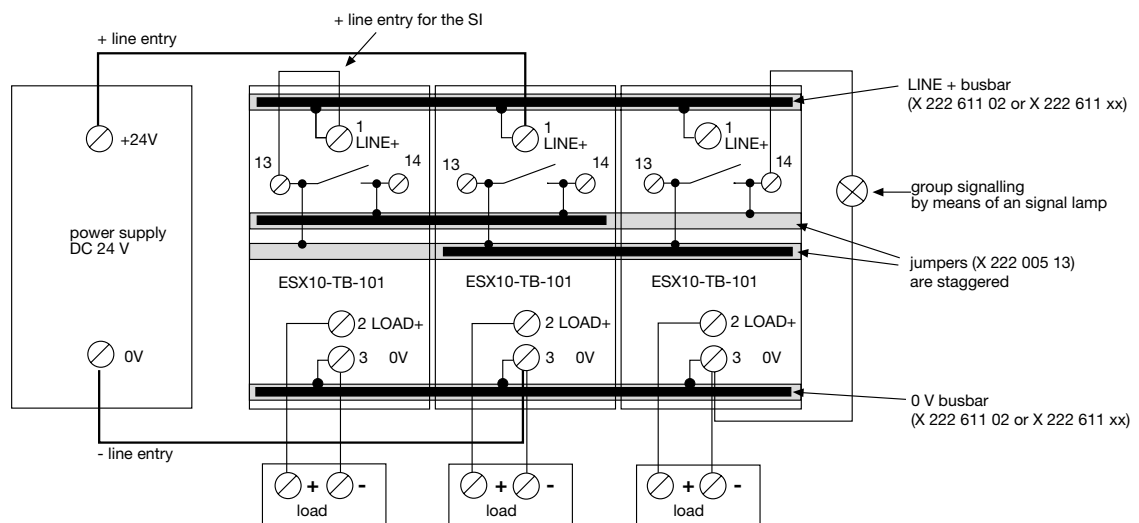 + line entry for the SI
+ line entry
LINE + busbar
(X 222 611 02 or X 222 611 xx)
+24V
1
LINE+
1
LINE+
1
LINE+
13
14
13
14
13
14
group signalling
by means of an signal lamp
power supply
DC 24 V
jumpers (X 222 005 13)
are staggered
ESX10-TB-101
ESX10-TB-101
ESX10-TB-101
2 LOAD+
2 LOAD+
2 LOAD+
0V
3 0V
3 0V
3 0V
0 V busbar
(X 222 611 02 or X 222 611 xx)
- line entry
+ -
+ -
+ -
load
load
load